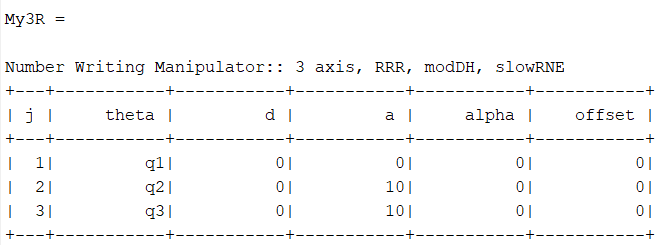 My3R =
Number Writing Manipulator:: 3 axis, RRR, modDH, slowRNE
+---+-----------+-----------+-----------+-----------+-----------+
| j |     theta |         d |         a |     alpha |    offset |
+---+-----------+-----------+-----------+-----------+-----------+
|  1|         q1|          0|          0|          0|          0|
|  2|         q2|          0|         10|          0|          0|
|  3|         q3|          0|         10|          0|          0|
+---+-----------+-----------+-----------+-----------+-----------+